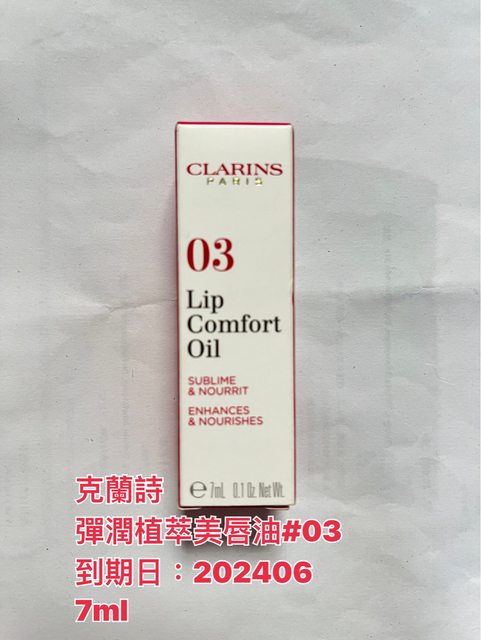 CLARINS
PARIS
03
Lip
Comfort
Oil
SUBLIME
& NOURRIT
ENHANCES
& NOURISHES
℮7mL 0.1 Oz. Net Wt.
克蘭詩
彈潤植萃美唇油#03
到期日：202406
7ml